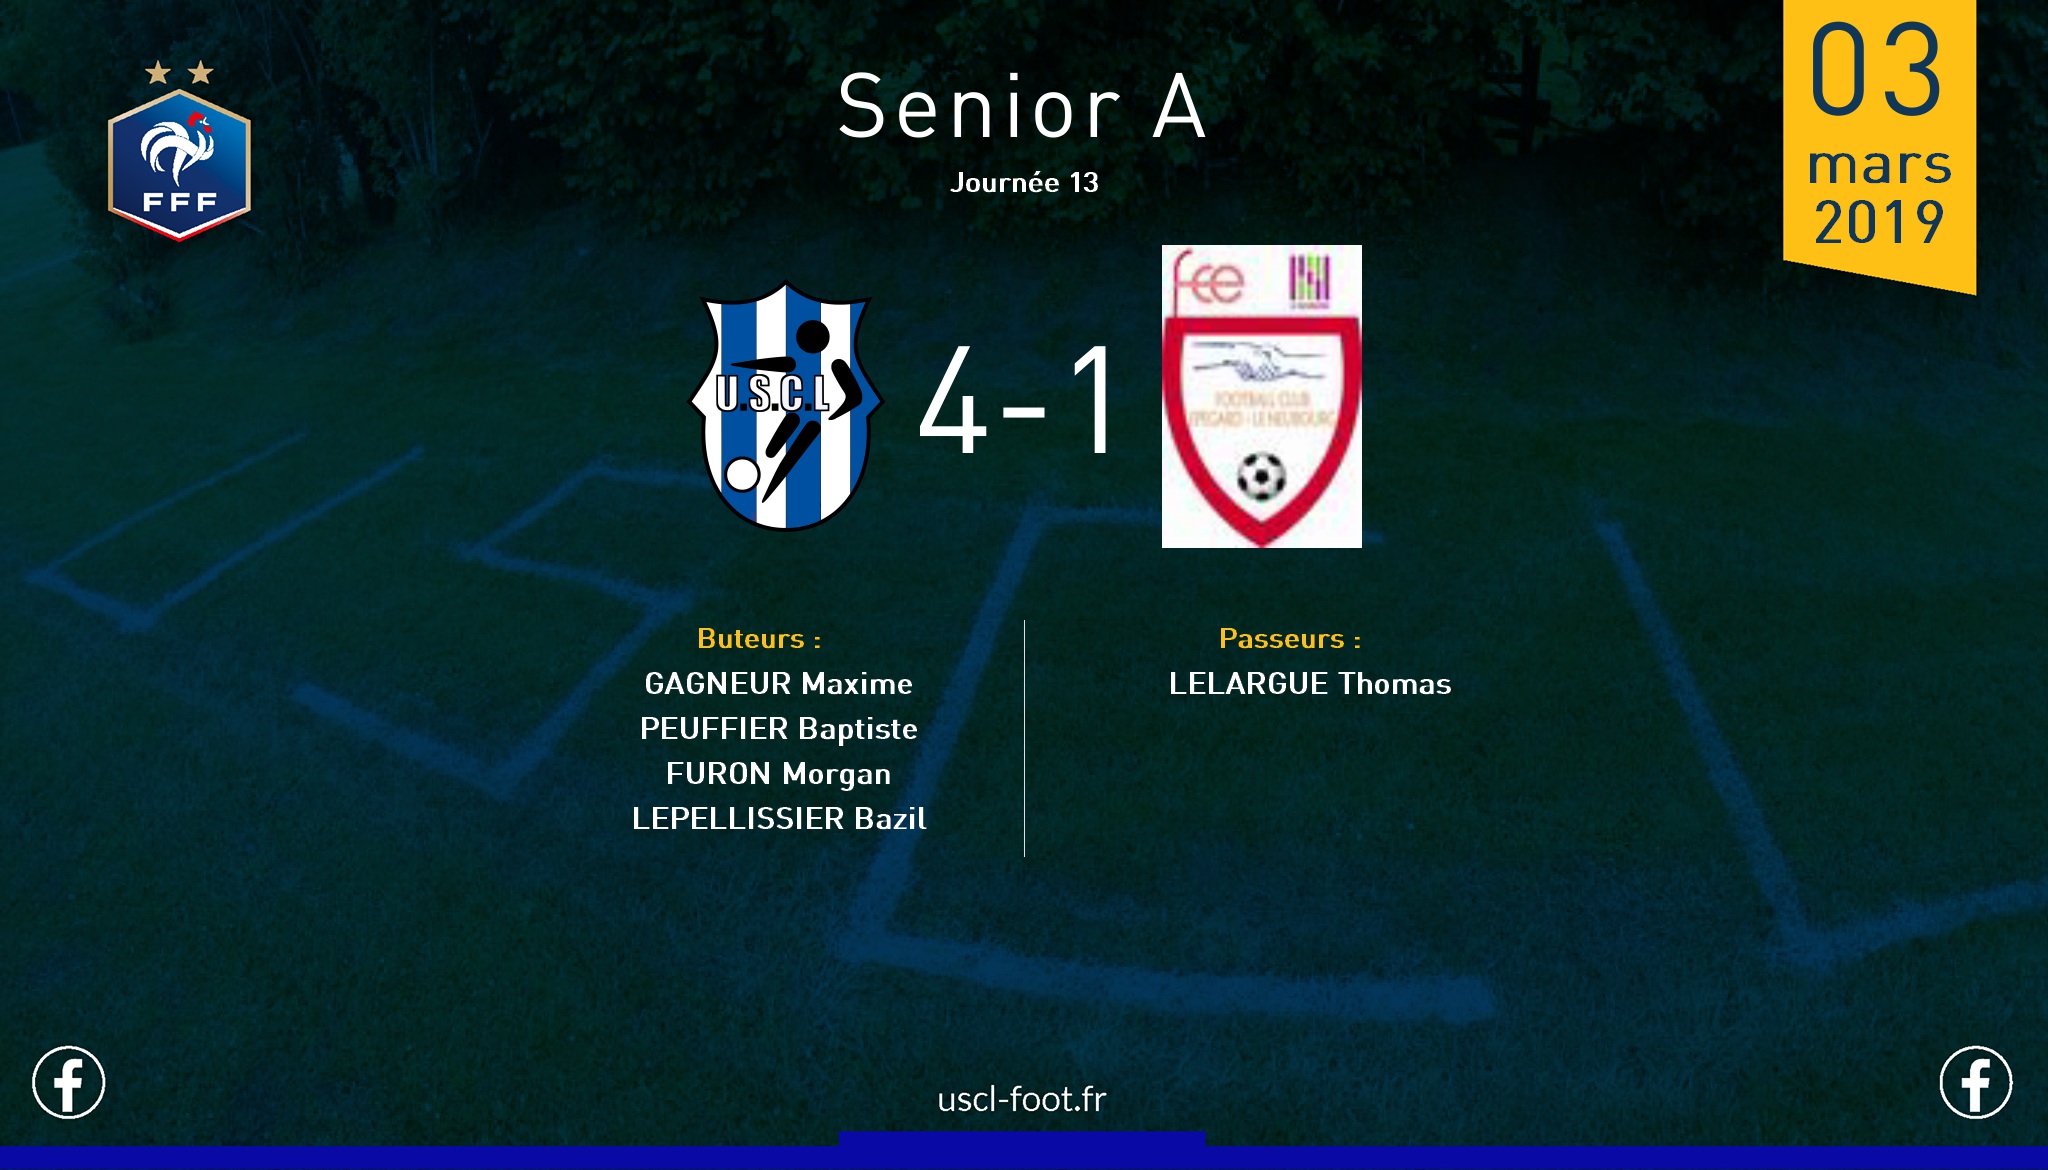 Senior A
Journée 13
03
mars
2019
FFF
fce
U.S.C.L
4-1
FOOTBALL CLUB
EPEGARD - LE NEUBOURG
Buteurs :
GAGNEUR Maxime
PEUFFIER Baptiste
FURON Morgan
LEPELLISSIER Bazil
Passeurs :
LELARGUE Thomas
uscl-foot.fr